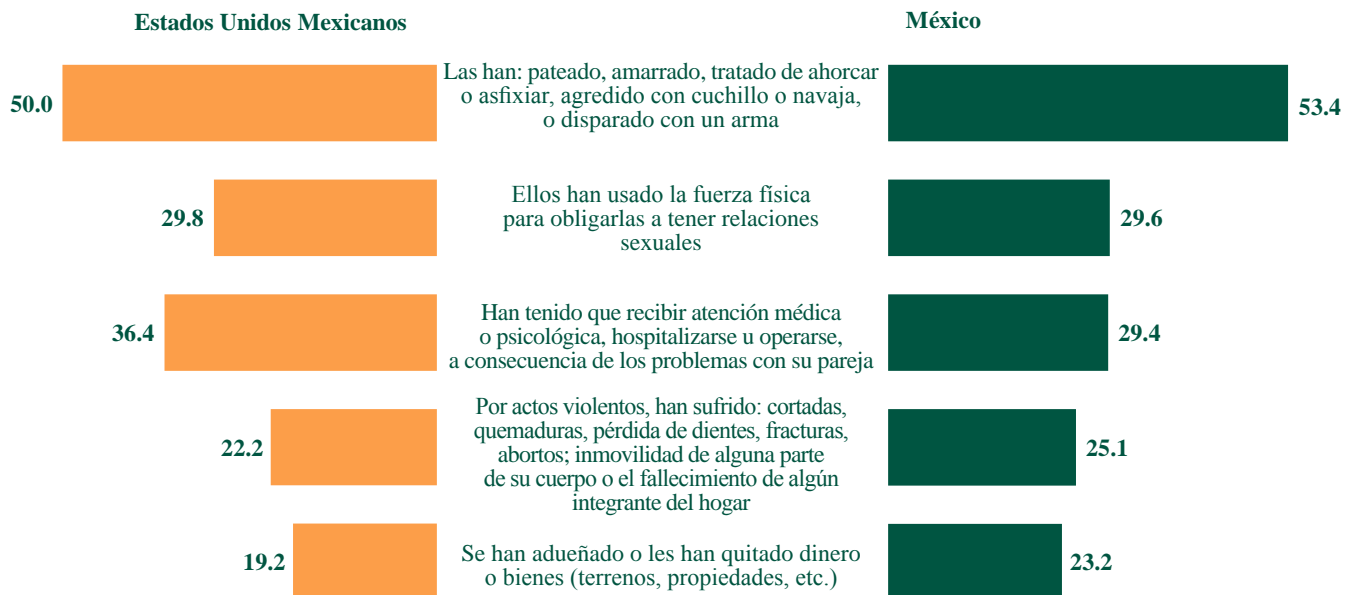 Estados Unidos Mexicanos
México
50.0
Las han: pateado, amarrado, tratado de ahorcar
o asfixiar, agredido con cuchillo o navaja,
o disparado con un arma
53.4
29.8
Ellos han usado la fuerza física
para obligarlas a tener relaciones
sexuales
29.6
36.4
Han tenido que recibir atención médica
o psicológica, hospitalizarse u operarse,
a consecuencia de los problemas con su pareja
29.4
22.2
Por actos violentos, han sufrido: cortadas,
quemaduras, pérdida de dientes, fracturas,
abortos; inmovilidad de alguna parte
de su cuerpo o el fallecimiento de algún
integrante del hogar
25.1
19.2
Se han adueñado o les han quitado dinero
o bienes (terrenos, propiedades, etc.)
23.2